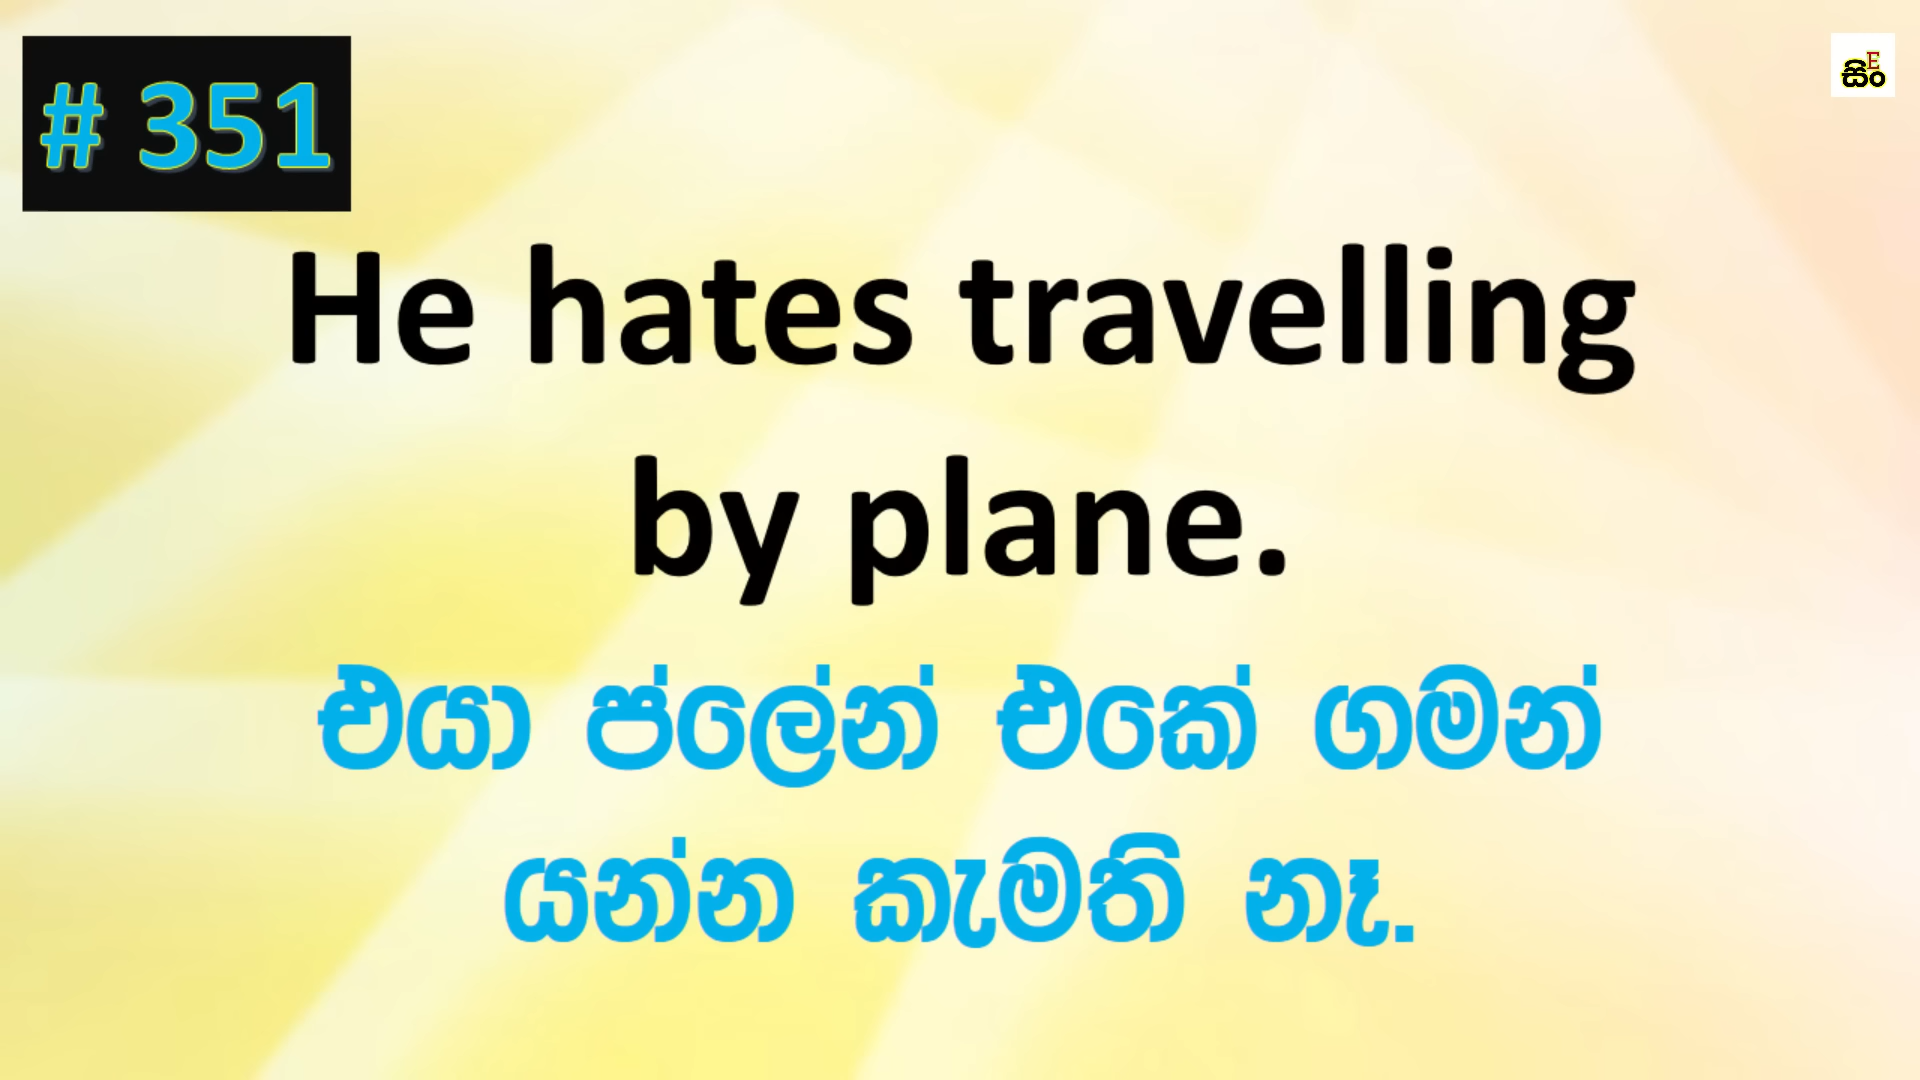 # 351
සිංE
He hates travelling
by plane.
එයා ප්ලේන් එකේ ගමන්
යන්න කැමති නෑ.